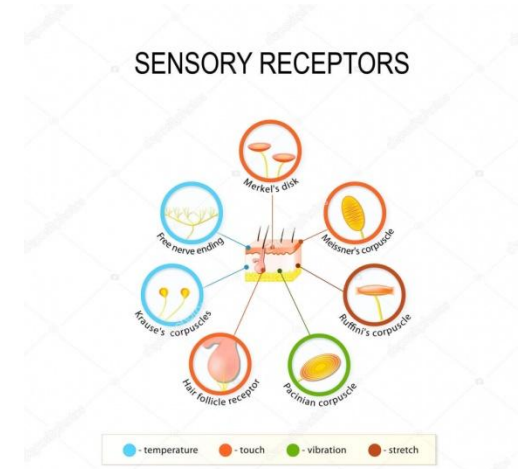 SENSORY RECEPTORS
Merkel's disk
Free nerve ending
Meissner's corpuscle
Krause's corpuscles
Ruffini's corpuscle
Hair follicle receptor
Pacinian corpuscle
- temperature
- touch
- vibration
- stretch